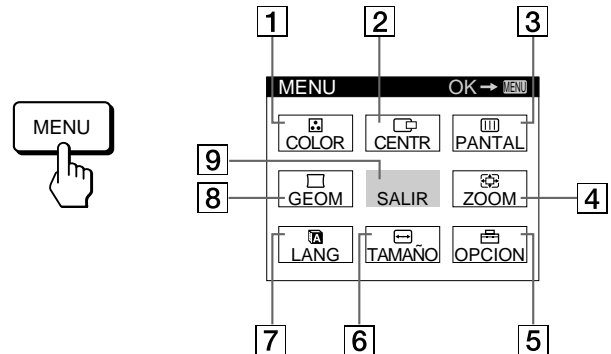 1 2 3
MENU OK → MENU
MENU
COLOR CENTR PANTAL
9
8 GEOM SALIR ZOOM 4
LANG TAMAÑO OPCION
7 6 5